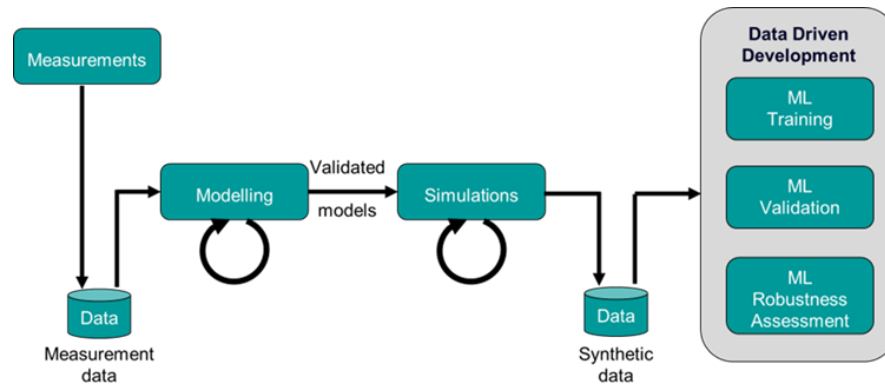 Measurements
Data
Measurement
data
Modelling
Validated
models
Simulations
Data
Synthetic
data
Data Driven
Development
ML
Training
ML
Validation
ML
Robustness
Assessment